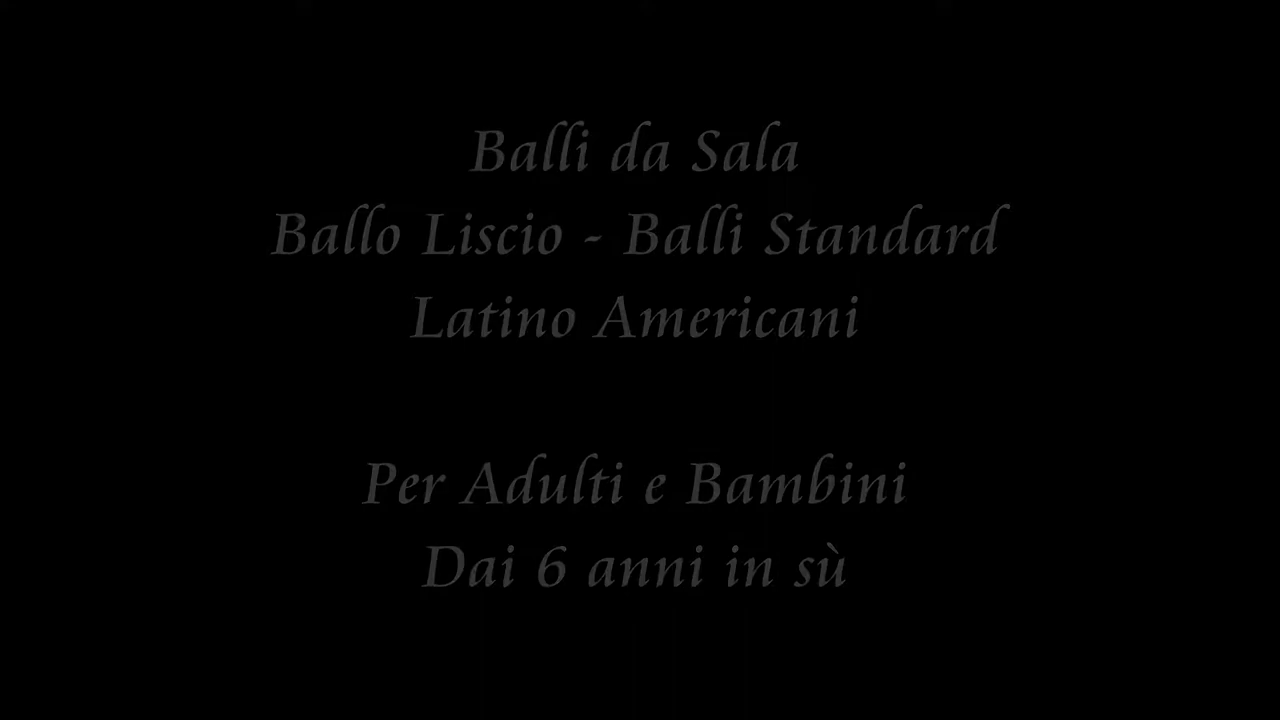 Balli da Sala
Ballo Liscio - Balli Standard
Latino Americani
Per Adulti e Bambini
Dai 6 anni in sù